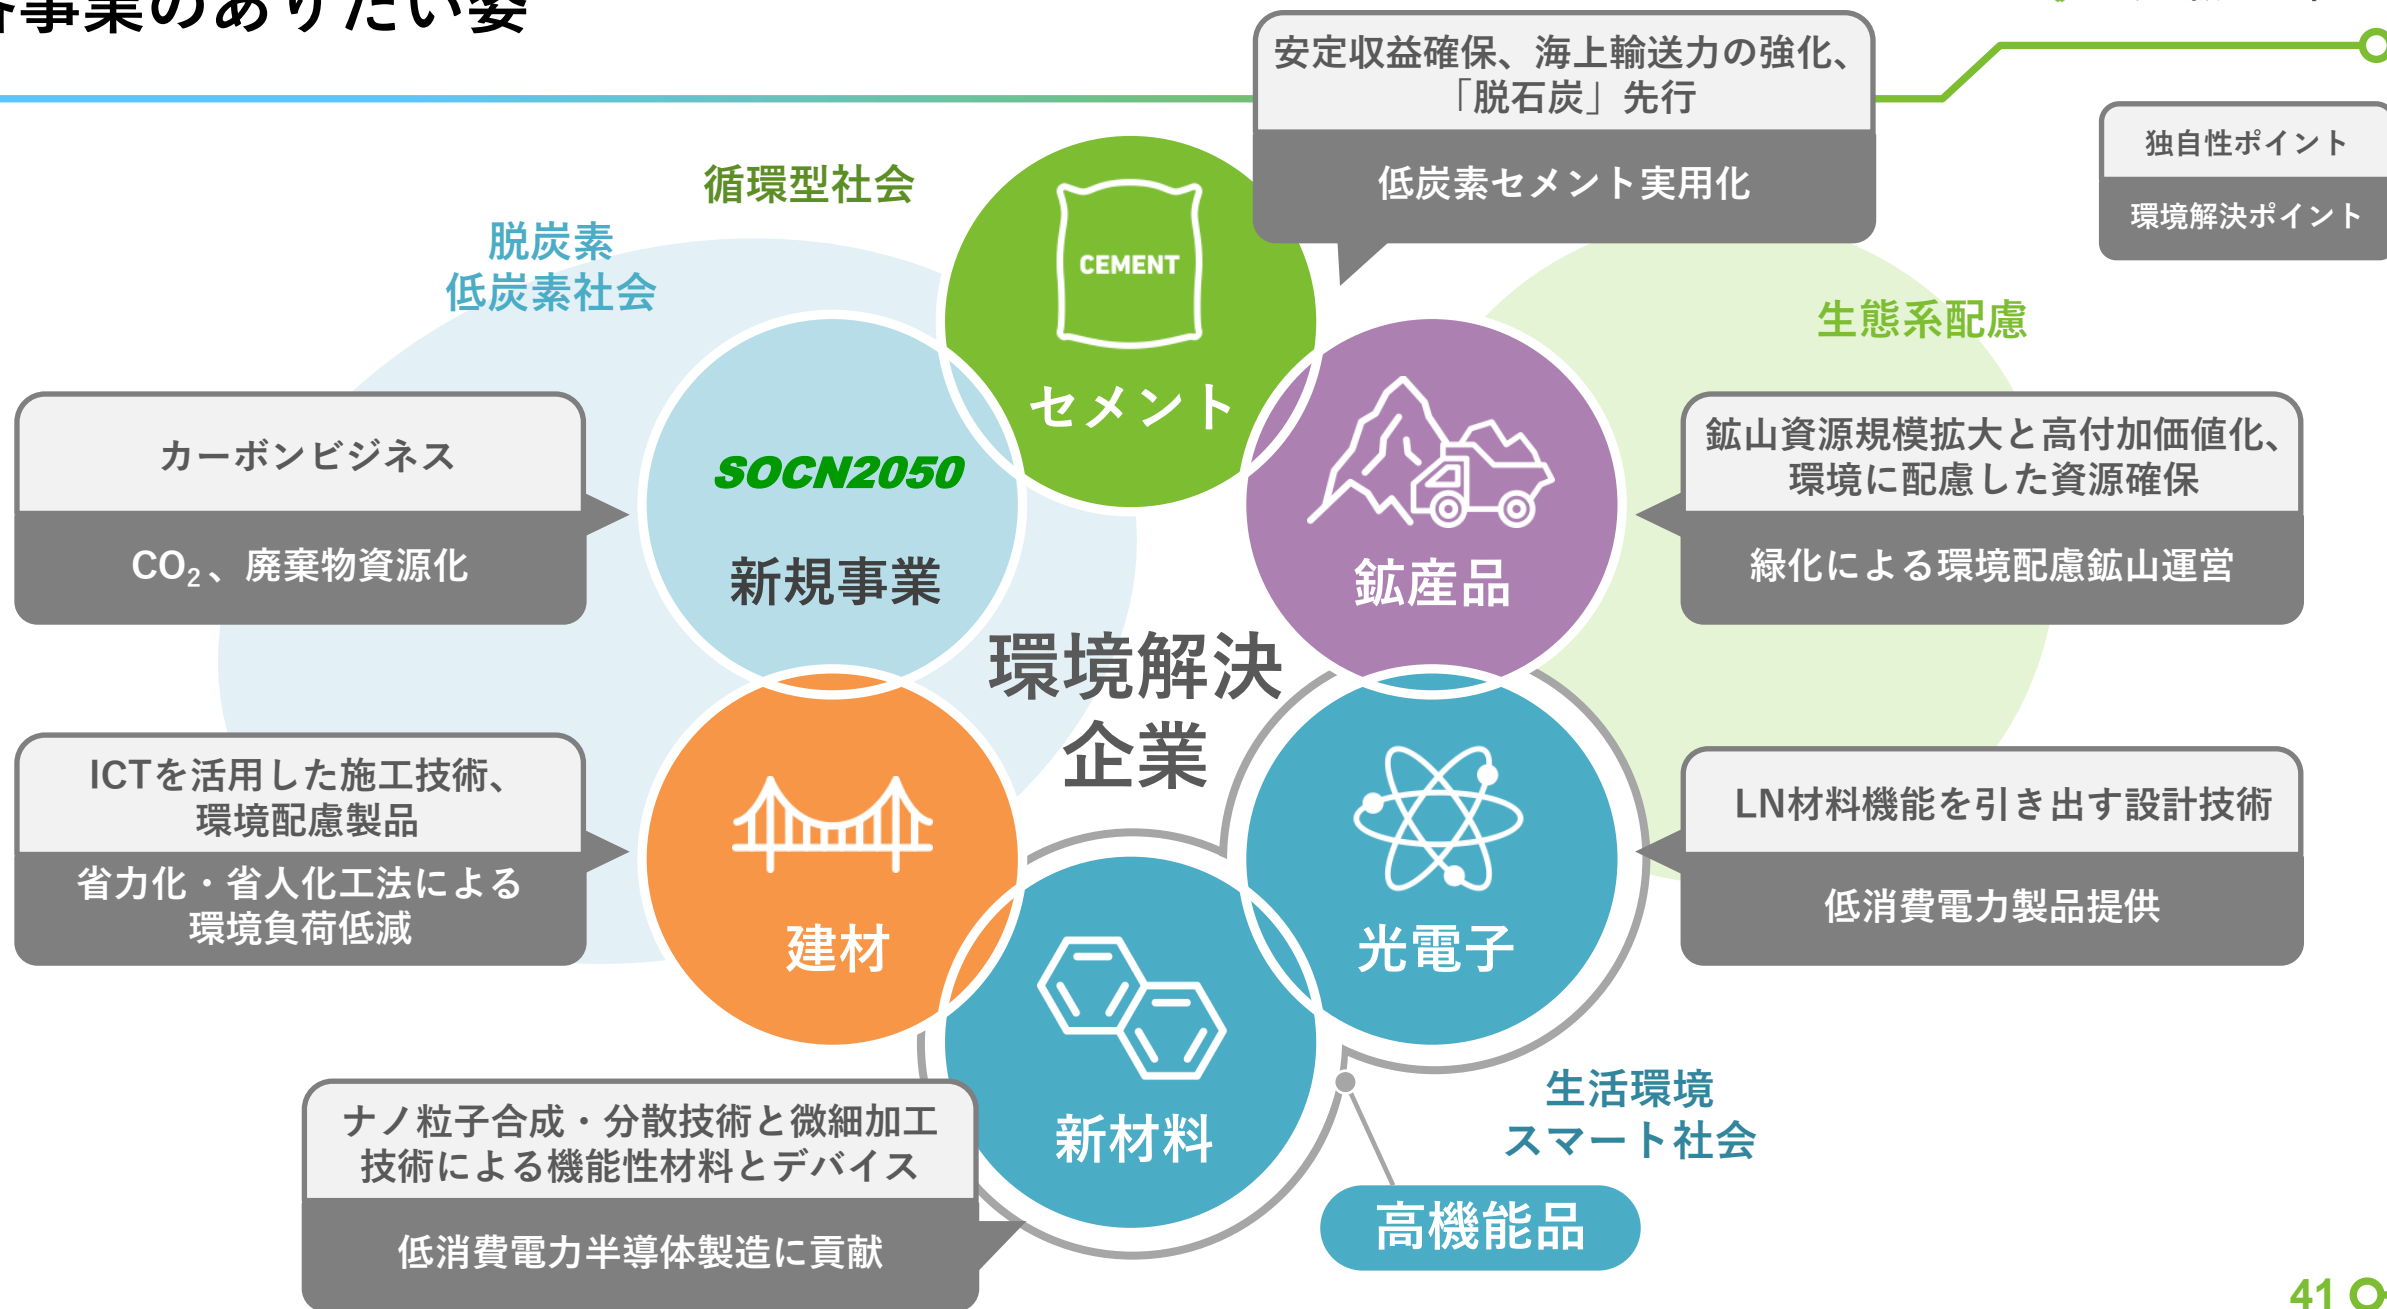 各事業のありたい姿
安定収益確保、海上輸送力の強化、
「脱石炭」先行
低炭素セメント実用化
独自性ポイント
環境解決ポイント
循環型社会
脱炭素
低炭素社会
生態系配慮
CEMENT
セメント
カーボンビジネス
CO₂、廃棄物資源化
SOCN2050
新規事業
鉱産品
鉱山資源規模拡大と高付加価値化、
環境に配慮した資源確保
緑化による環境配慮鉱山運営
環境解決
企業
ICTを活用した施工技術、
環境配慮製品
省力化・省人化工法による
環境負荷低減
建材
光電子
LN材料機能を引き出す設計技術
低消費電力製品提供
新材料
ナノ粒子合成・分散技術と微細加工
技術による機能性材料とデバイス
低消費電力半導体製造に貢献
生活環境
スマート社会
高機能品
41